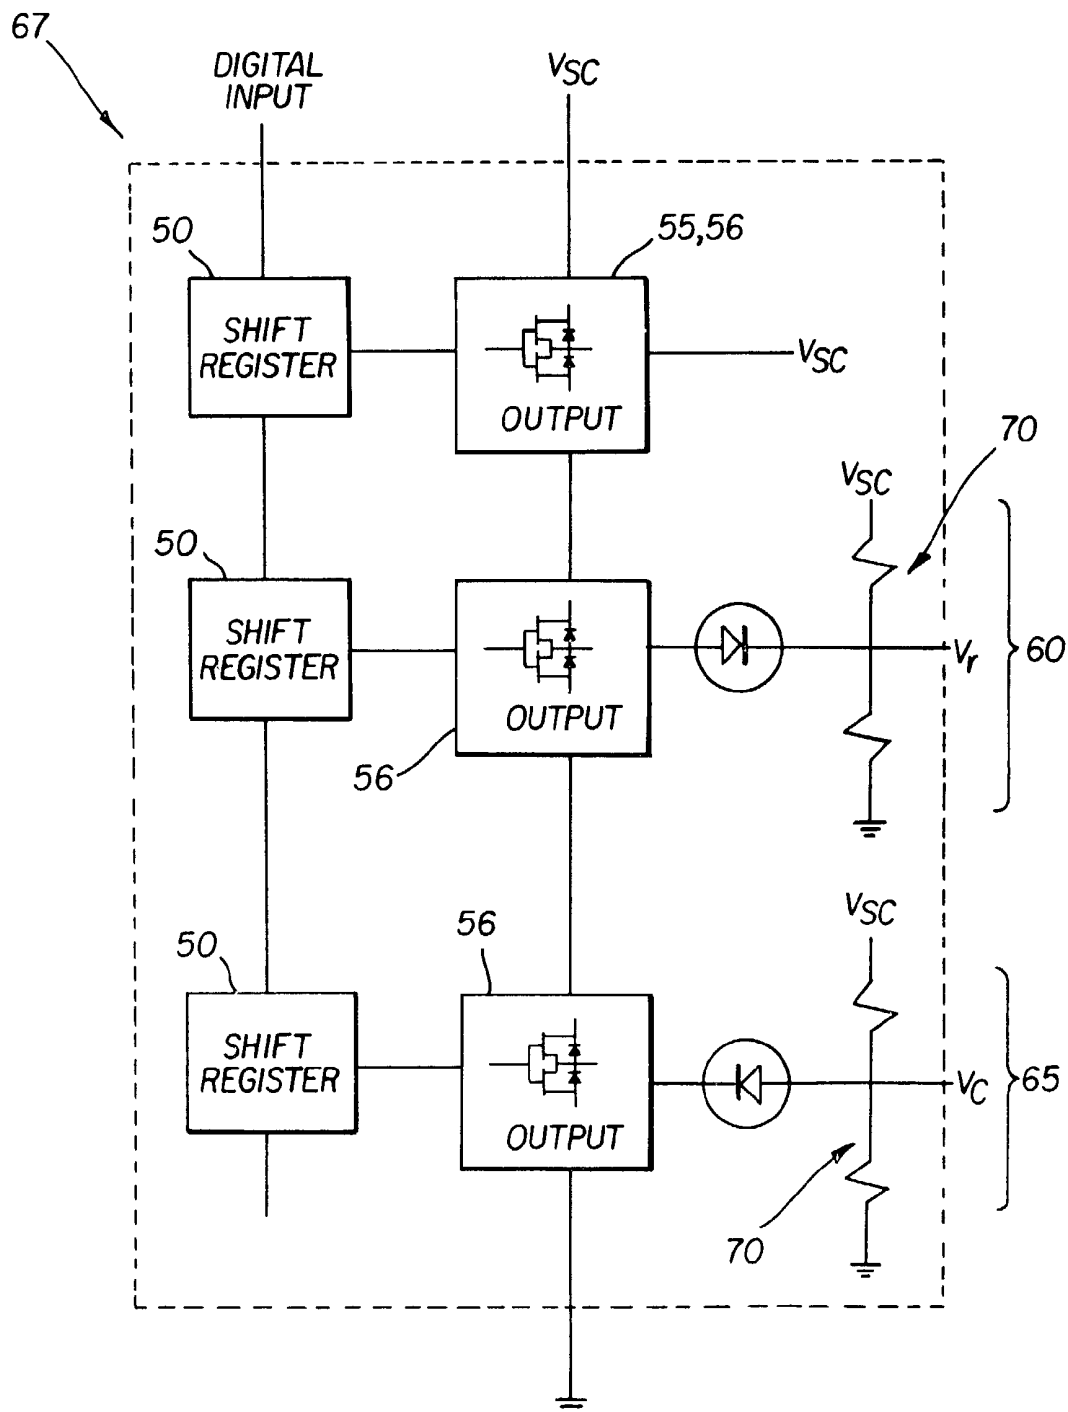 67
DIGITAL
INPUT
VSC
50
55,56
SHIFT
REGISTER
OUTPUT
VSC
70
VSC
50
SHIFT
REGISTER
OUTPUT
Vr
60
56
VSC
50
56
SHIFT
REGISTER
OUTPUT
VC
65
70